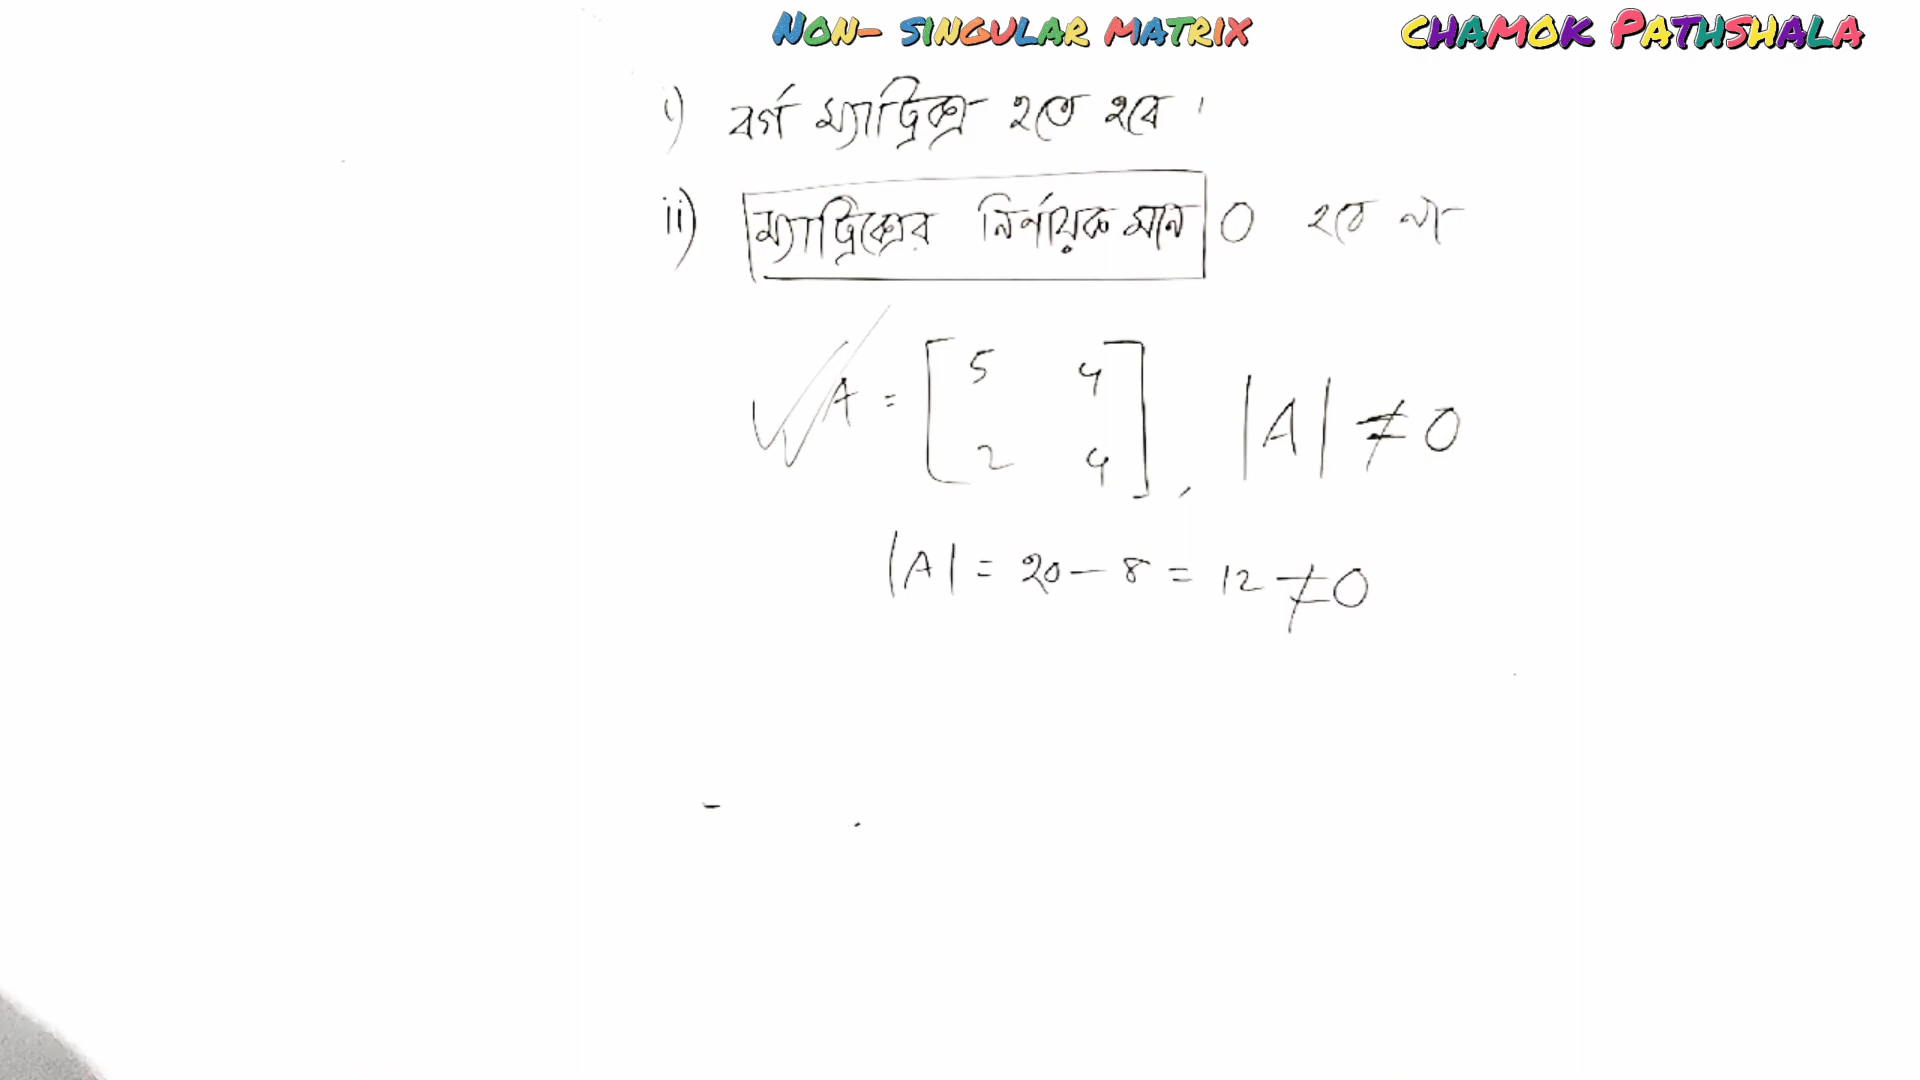 NON- SINGULAR MATRIX CHAMOK PATHSHALA
i) বর্গ ম্যাট্রিক্স হতে হবে ।
ii) ম্যাট্রিক্সের নির্ণায়ক মান 0 হবে না
A = [5 4
2 4], |A| ≠ 0
|A| = 20 - 8 = 12 ≠ 0